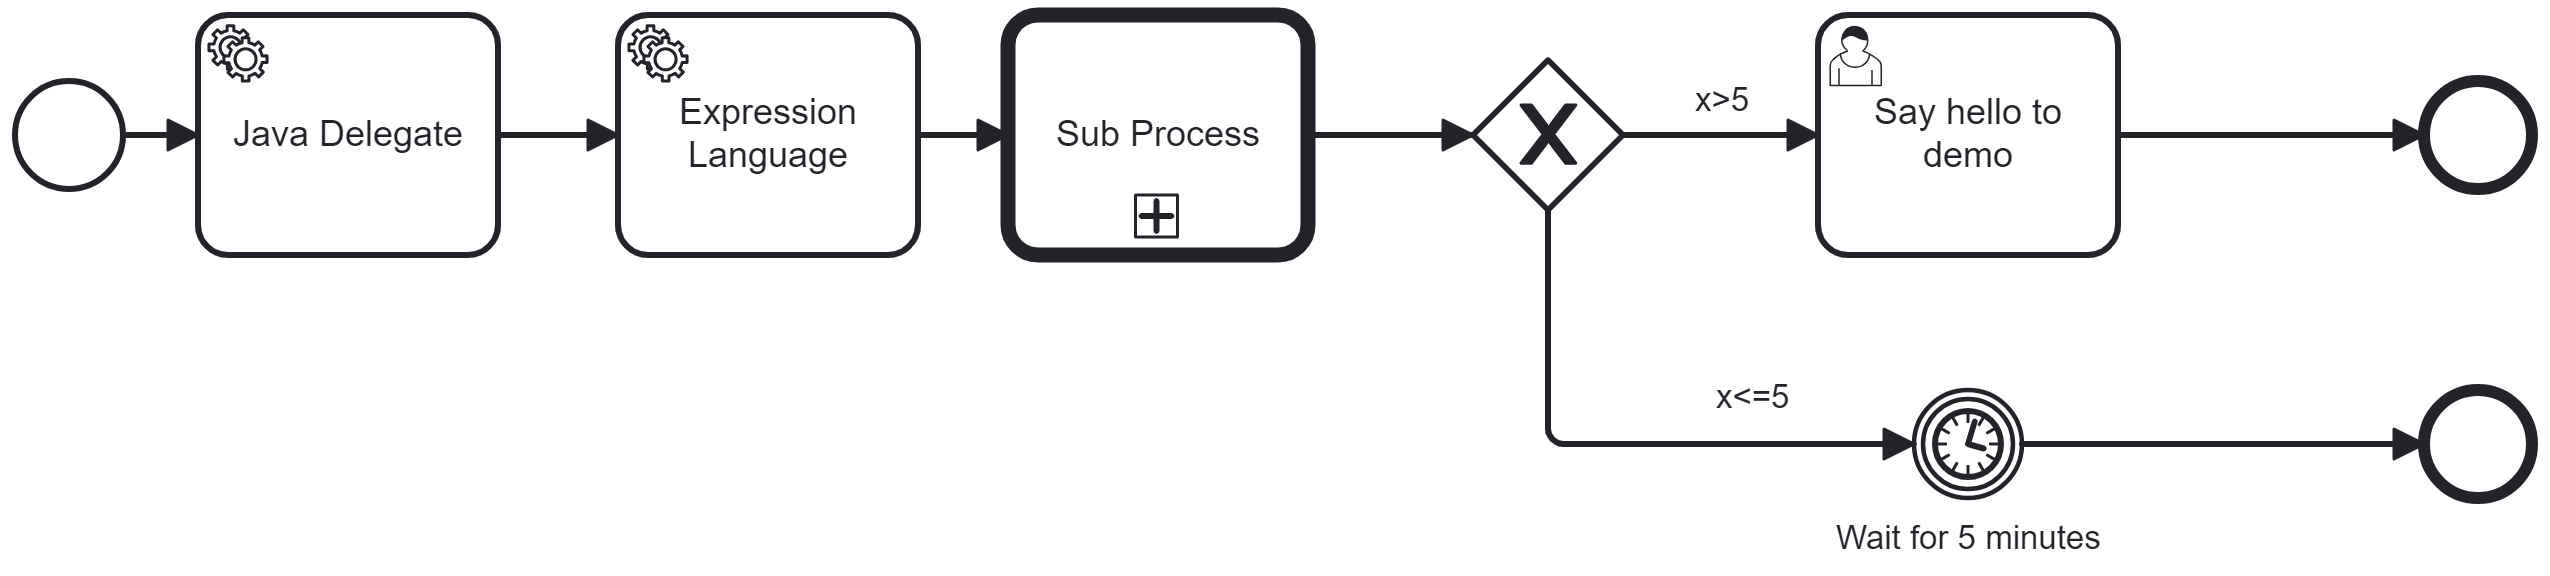 Java Delegate
Expression
Language
Sub Process
x>5
Say hello to
demo
x<=5
Wait for 5 minutes